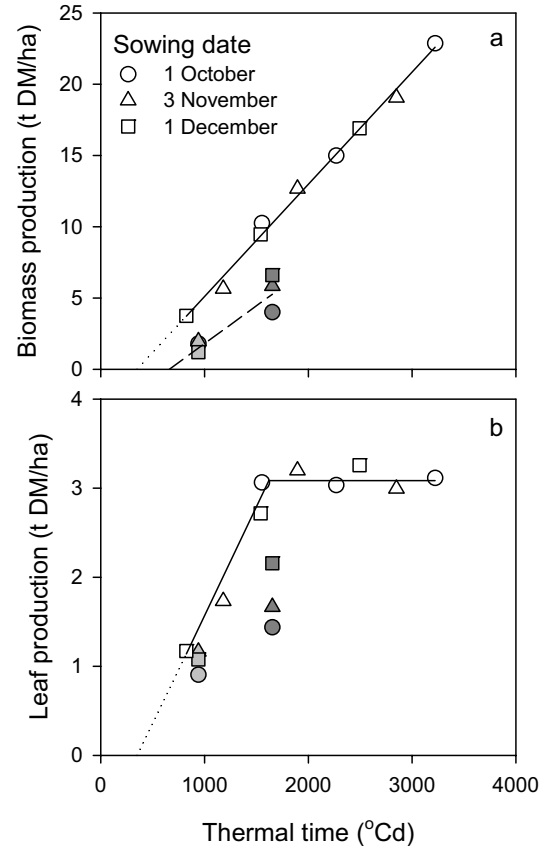 25
20
15
10
5
0
Biomass production (t DM/ha)
Sowing date
1 October
3 November
1 December
a
4
3
2
1
0
Leaf production (t DM/ha)
b
0 1000 2000 3000 4000
Thermal time (°Cd)